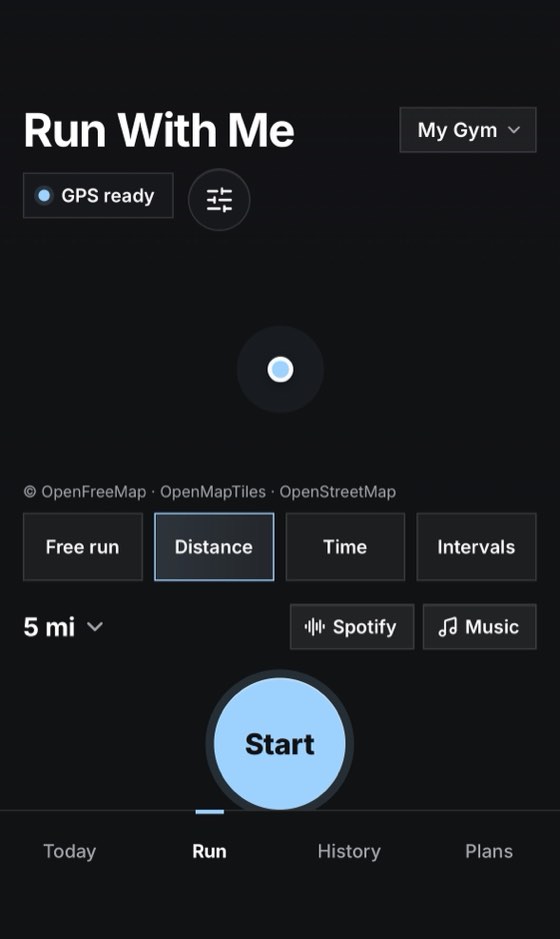 Run With Me
My Gym
GPS ready
© OpenFreeMap · OpenMapTiles · OpenStreetMap
Free run
Distance
Time
Intervals
5 mi
Spotify
Music
Start
Today
Run
History
Plans